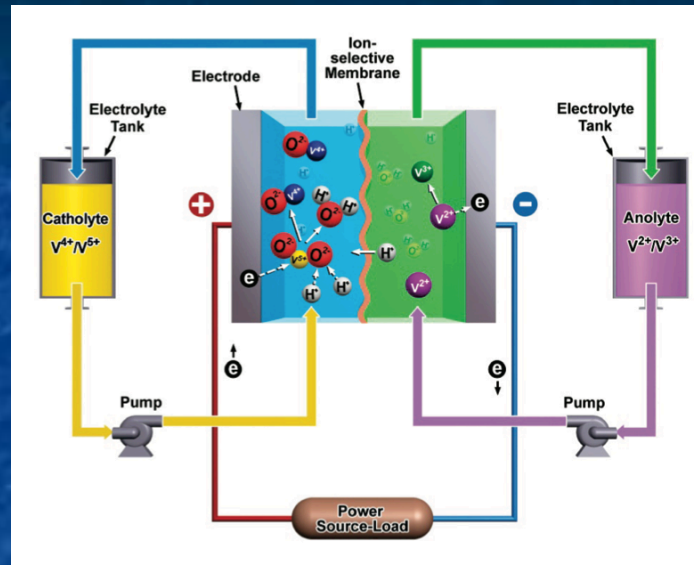 Ion-
selective
Membrane
Electrode
Electrolyte
Tank
Electrolyte
Tank
Catholyte
V⁴⁺/V⁵⁺
Anolyte
V²⁺/V³⁺
+
−
O²⁻
V⁴⁺
H⁺
V⁴⁺
H⁺
H⁺
O²⁻
O²⁻
O²⁻
V⁵⁺
O²⁻
H⁺
H⁺
H⁺
e
V³⁺
V²⁺
e
V²⁺
e
e
Pump
Pump
Power
Source-Load